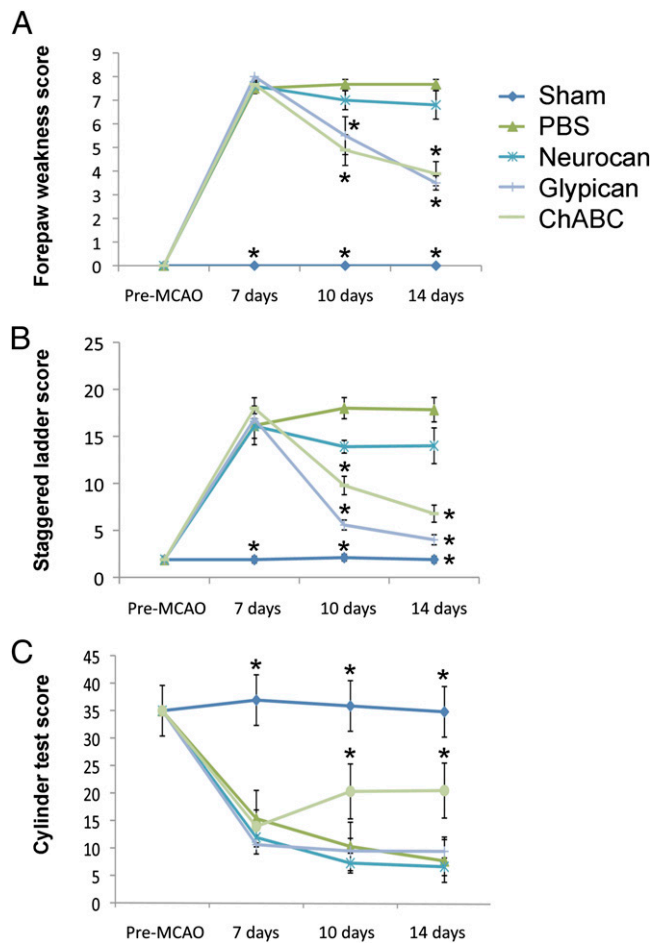 A
Forepaw weakness score
9
8
7
6
5
4
3
2
1
0
* *
* *
* * *
Pre-MCAO 7 days 10 days 14 days
Sham
PBS
Neurocan
Glypican
ChABC
B
Staggered ladder score
25
20
15
10
5
0
*
* *
*
* * *
Pre-MCAO 7 days 10 days 14 days
C
Cylinder test score
45
40
35
30
25
20
15
10
5
0
* * *
* *
Pre-MCAO 7 days 10 days 14 days